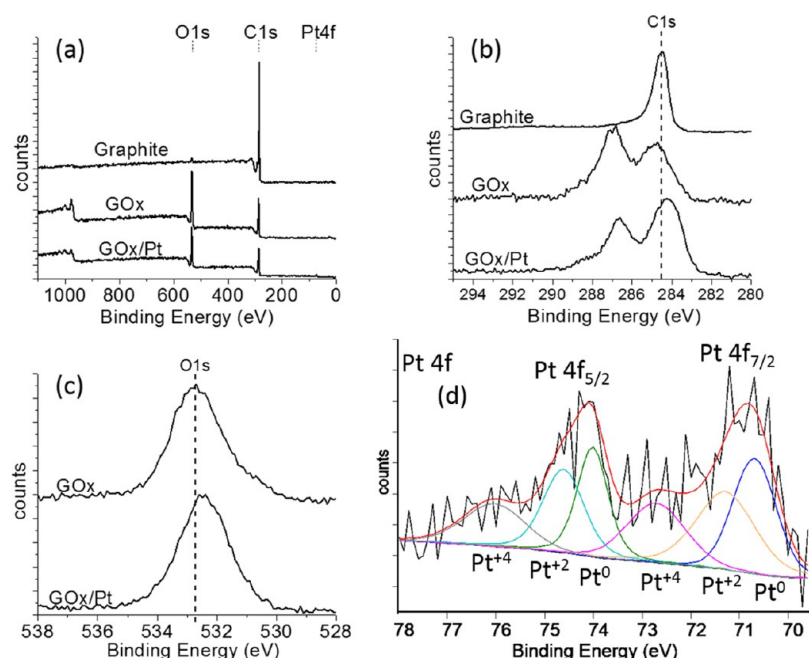 (a)
O1s C1s Pt4f
counts
Graphite
GOx
GOx/Pt
1000 800 600 400 200 0
Binding Energy (eV)
(b)
C1s
counts
Graphite
GOx
GOx/Pt
294 292 290 288 286 284 282 280
Binding Energy (eV)
(c)
O1s
counts
GOx
GOx/Pt
538 536 534 532 530 528
Binding Energy (eV)
Pt 4f
(d)
Pt 4f5/2
Pt 4f7/2
counts
Pt+4 Pt+2 Pt0 Pt+4 Pt+2 Pt0
78 77 76 75 74 73 72 71 70
Binding Energy (eV)